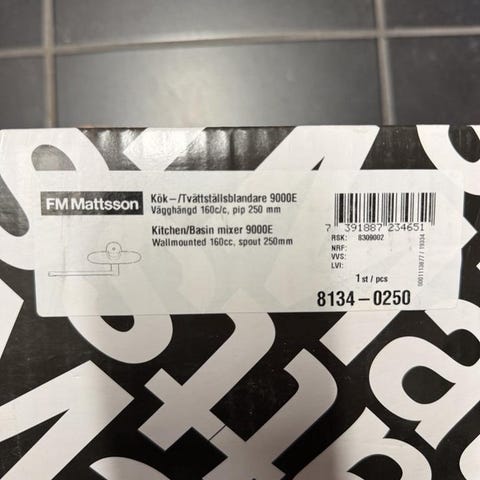 FM Mattsson
Kök-/Tvättställsblandare 9000E
Vägghängd 160c/c, pip 250 mm
Kitchen/Basin mixer 9000E
Wallmounted 160cc, spout 250mm
7 391887 234651
RSK: 8309002
NRF:
VVS:
LVI:
1 st / pcs
8134-0250